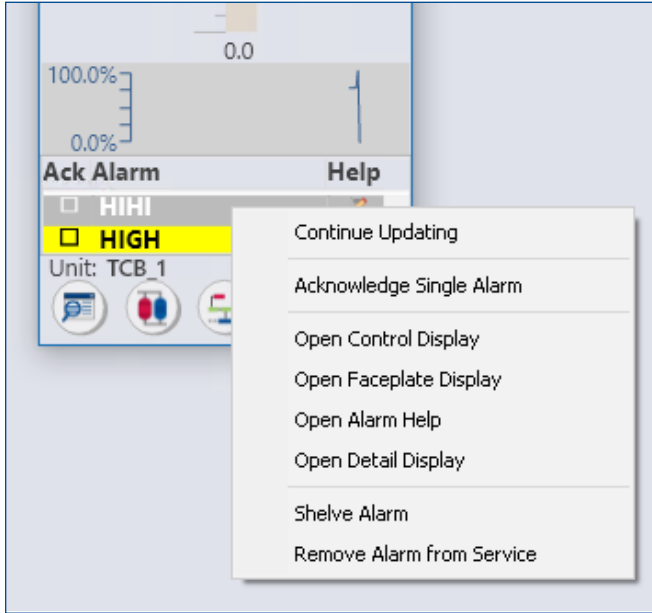 0.0
100.0%
0.0%
Ack Alarm Help
HIHI
HIGH
Unit: TCB_1
Continue Updating
Acknowledge Single Alarm
Open Control Display
Open Faceplate Display
Open Alarm Help
Open Detail Display
Shelve Alarm
Remove Alarm from Service